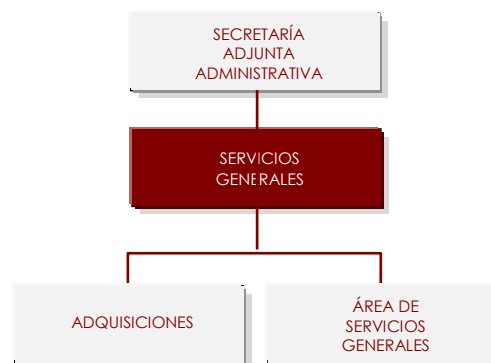 SECRETARÍA
ADJUNTA
ADMINISTRATIVA
SERVICIOS
GENERALES
ADQUISICIONES
ÁREA DE
SERVICIOS
GENERALES